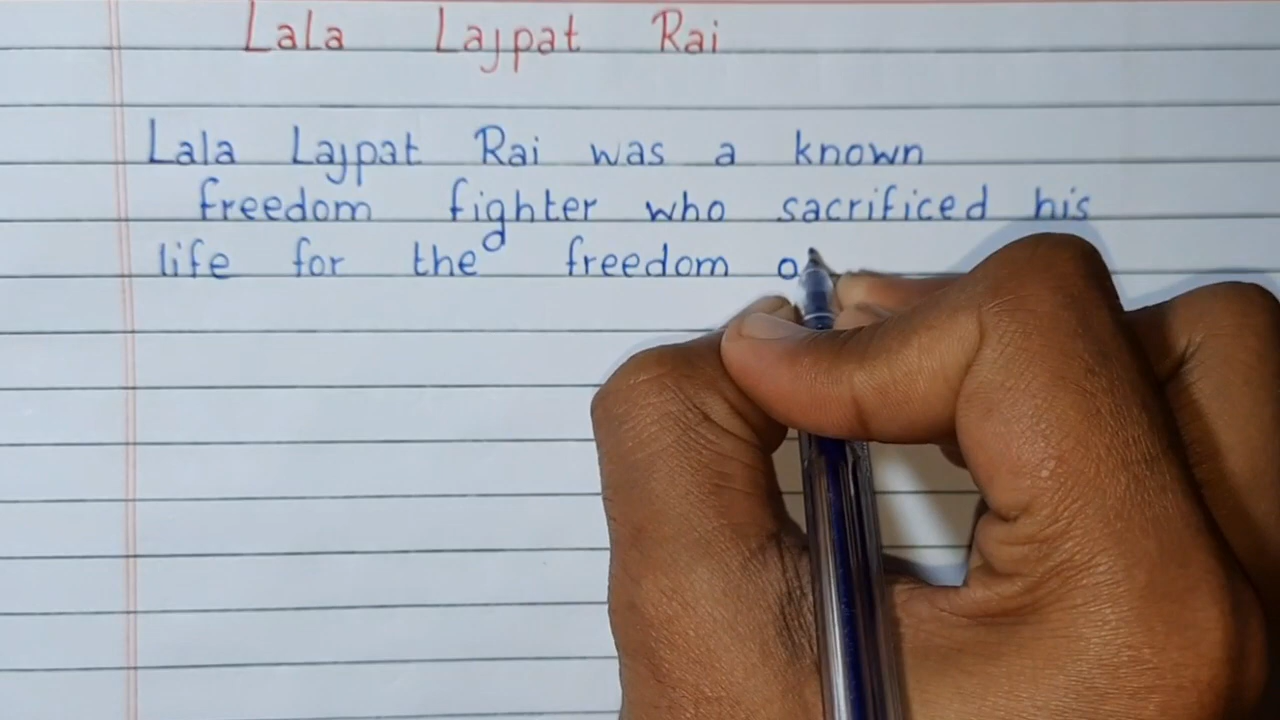 Lala Lajpat Rai
Lala Lajpat Rai was a known
freedom fighter who sacrificed his
life for the freedom o